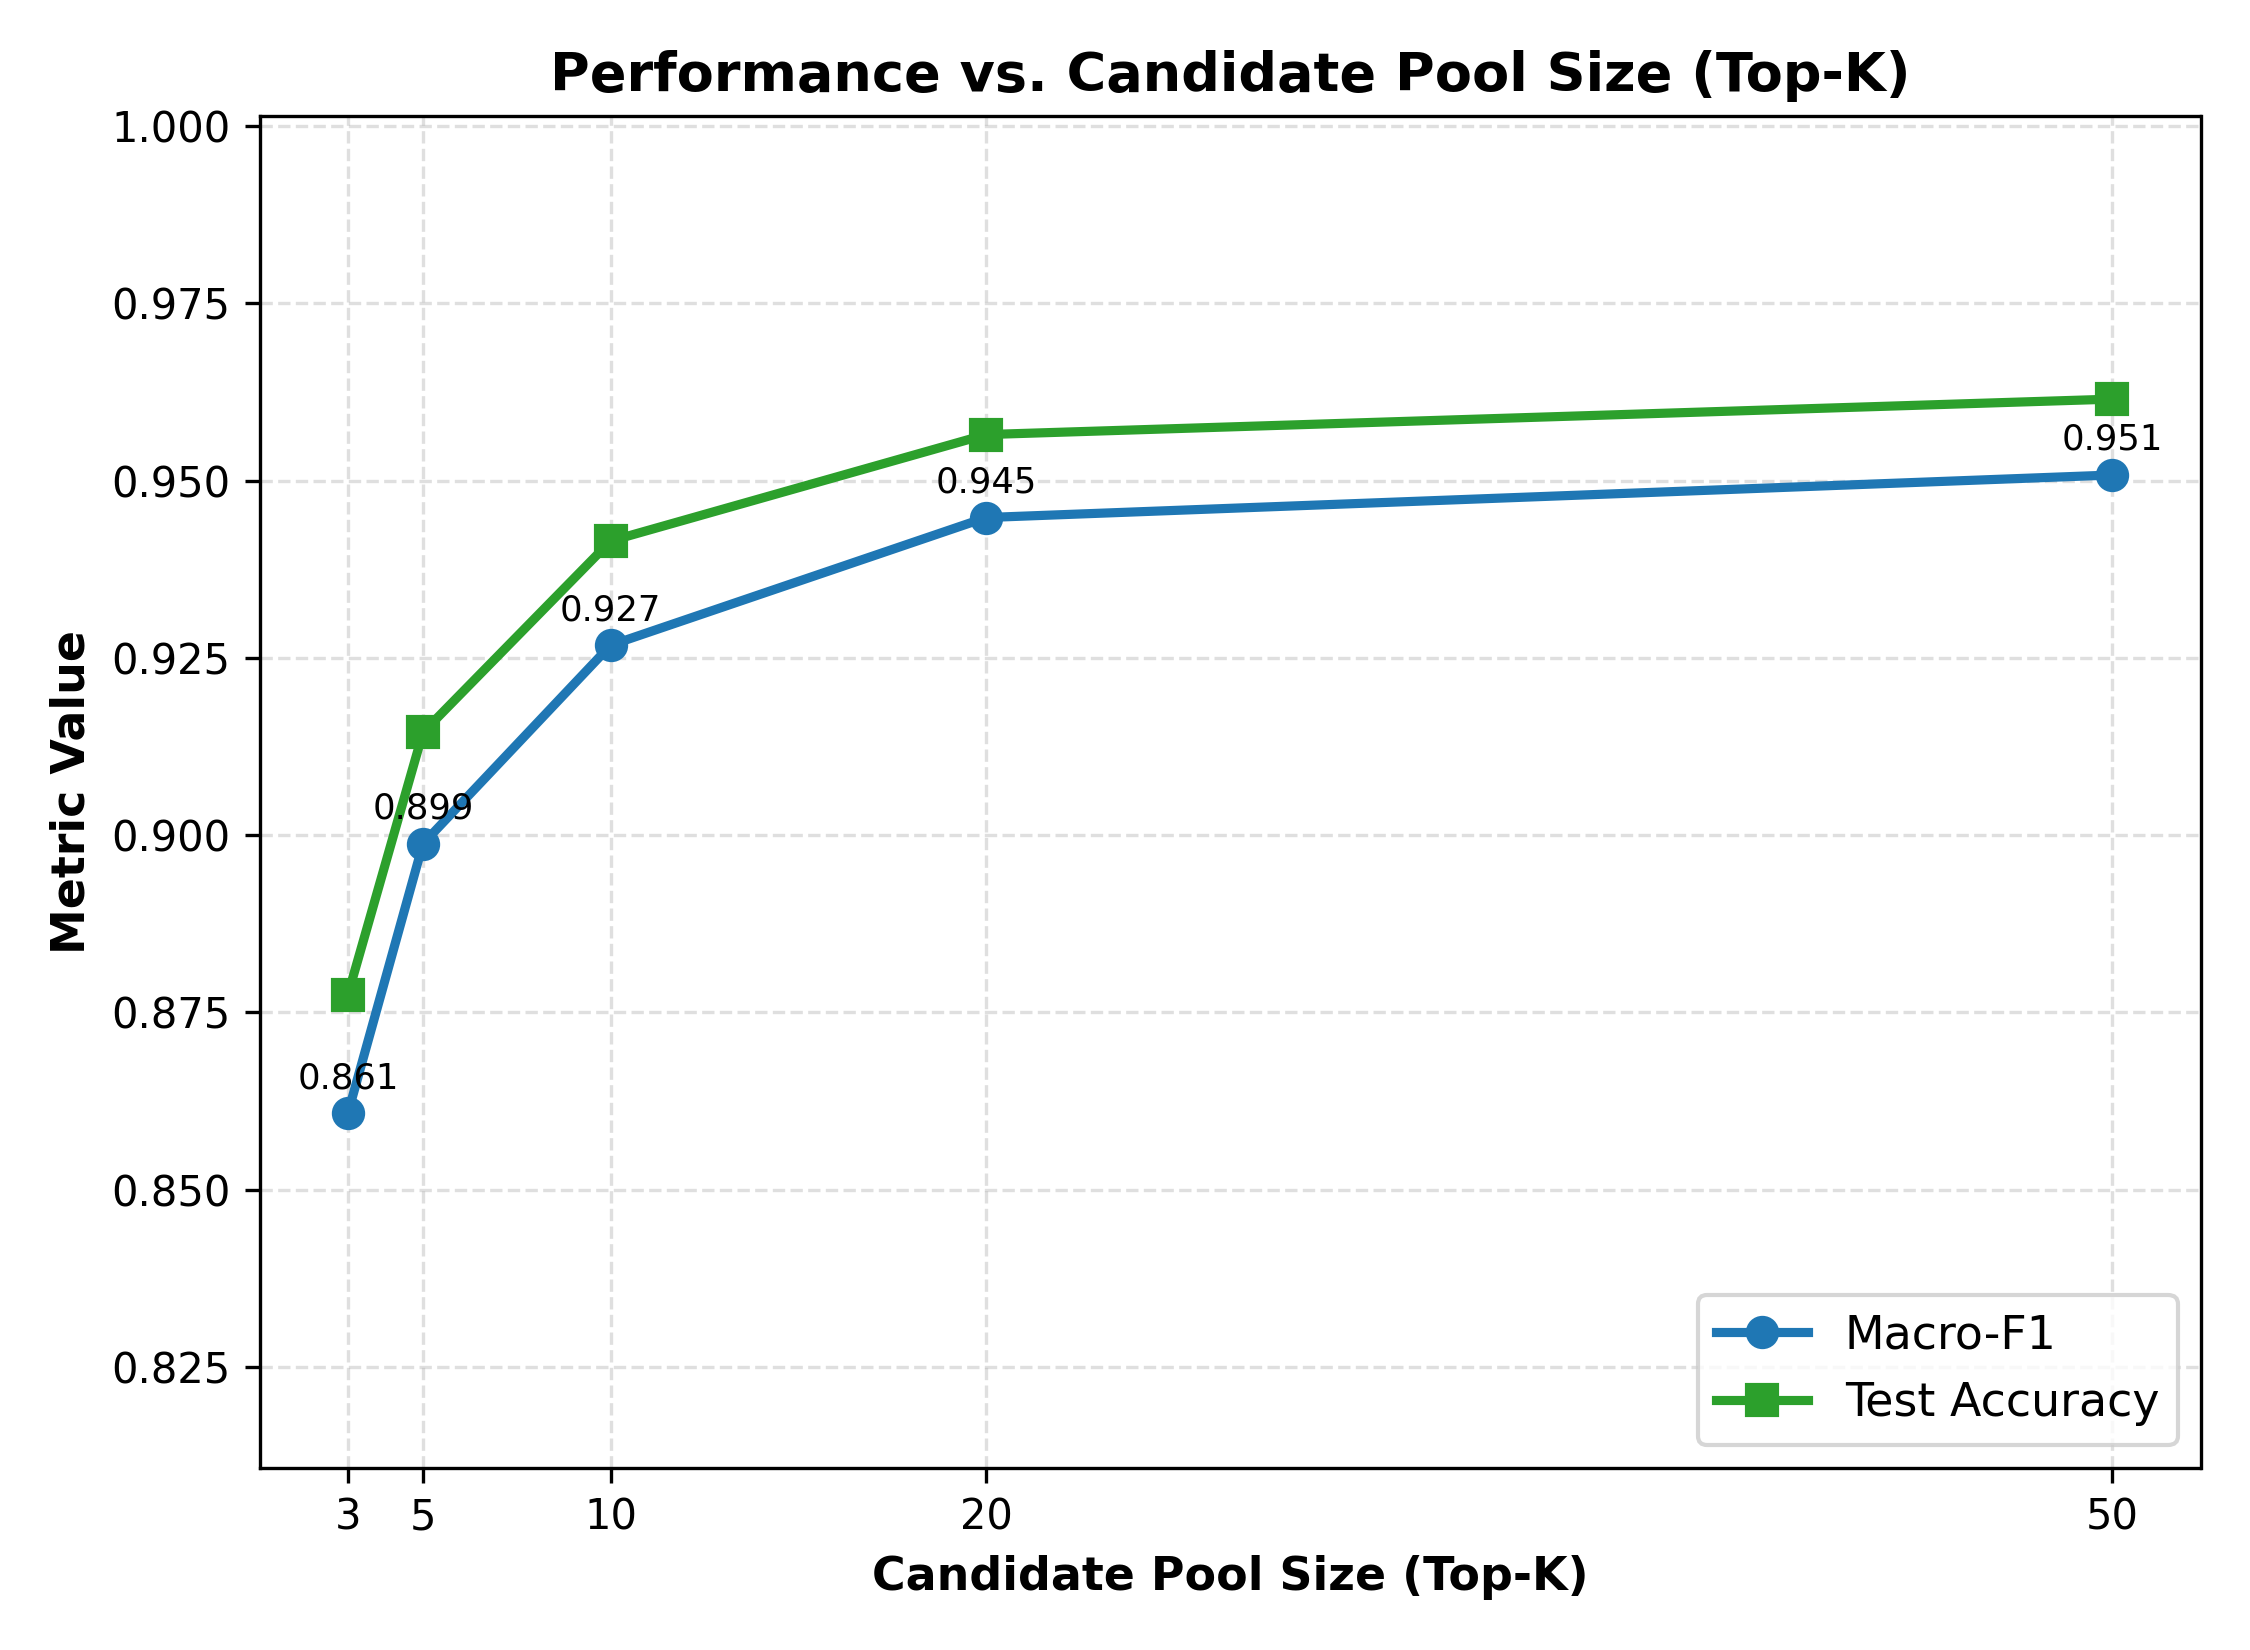 Performance vs. Candidate Pool Size (Top-K)
1.000
0.975
0.950
0.925
0.900
0.875
0.850
0.825
Metric Value
0.861
0.899
0.927
0.945
0.951
Macro-F1
Test Accuracy
3 5 10 20 50
Candidate Pool Size (Top-K)